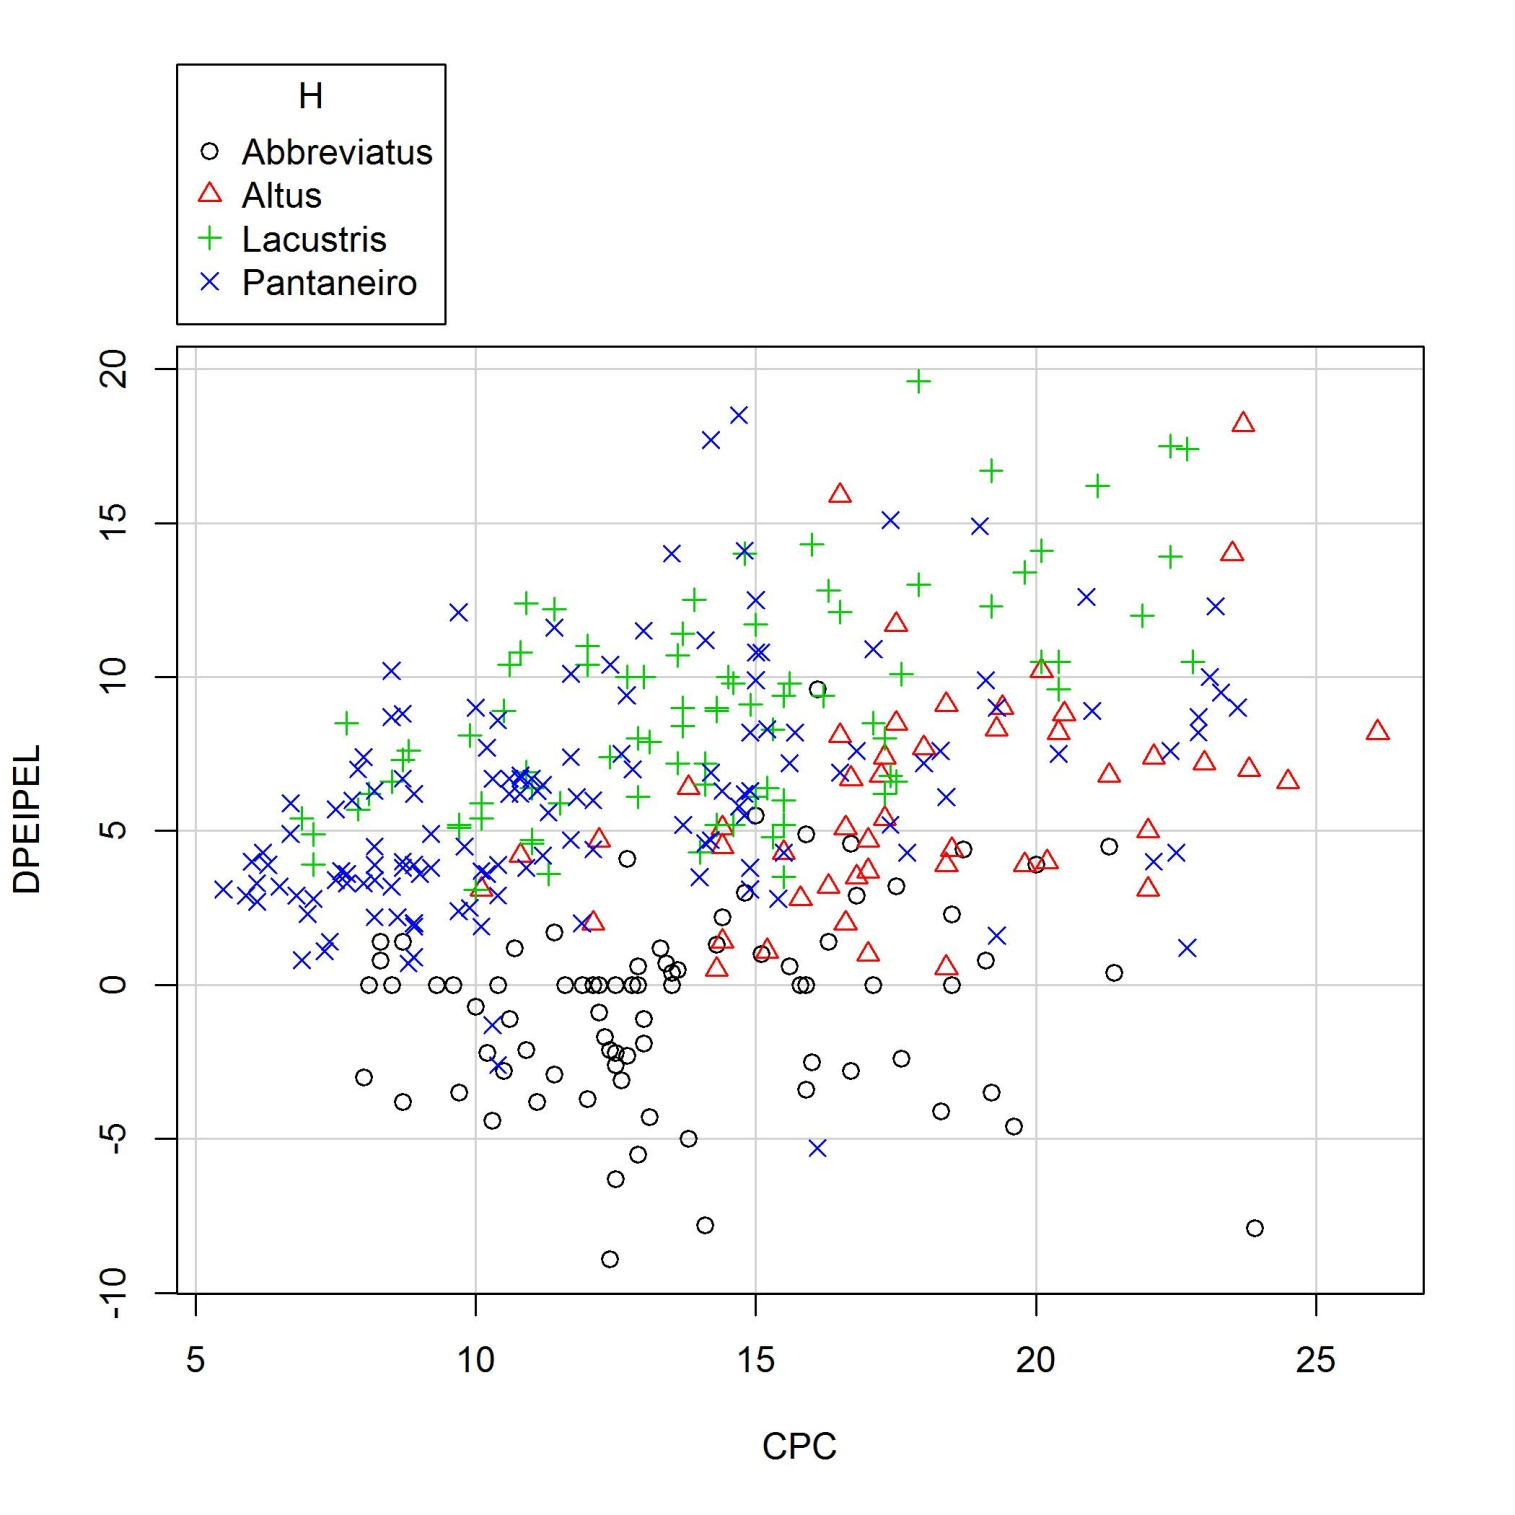 H
Abbreviatus
Altus
Lacustris
Pantaneiro
20
15
10
5
0
-5
-10
DPEIPEL
5 10 15 20 25
CPC